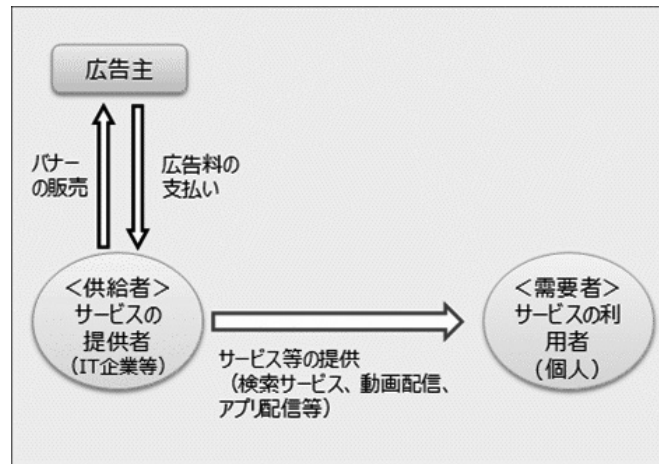 広告主
バナー
の販売
広告料の
支払い
＜供給者＞
サービスの
提供者
（IT企業等）
サービス等の提供
（検索サービス、動画配信、
アプリ配信等）
＜需要者＞
サービスの利
用者
（個人）